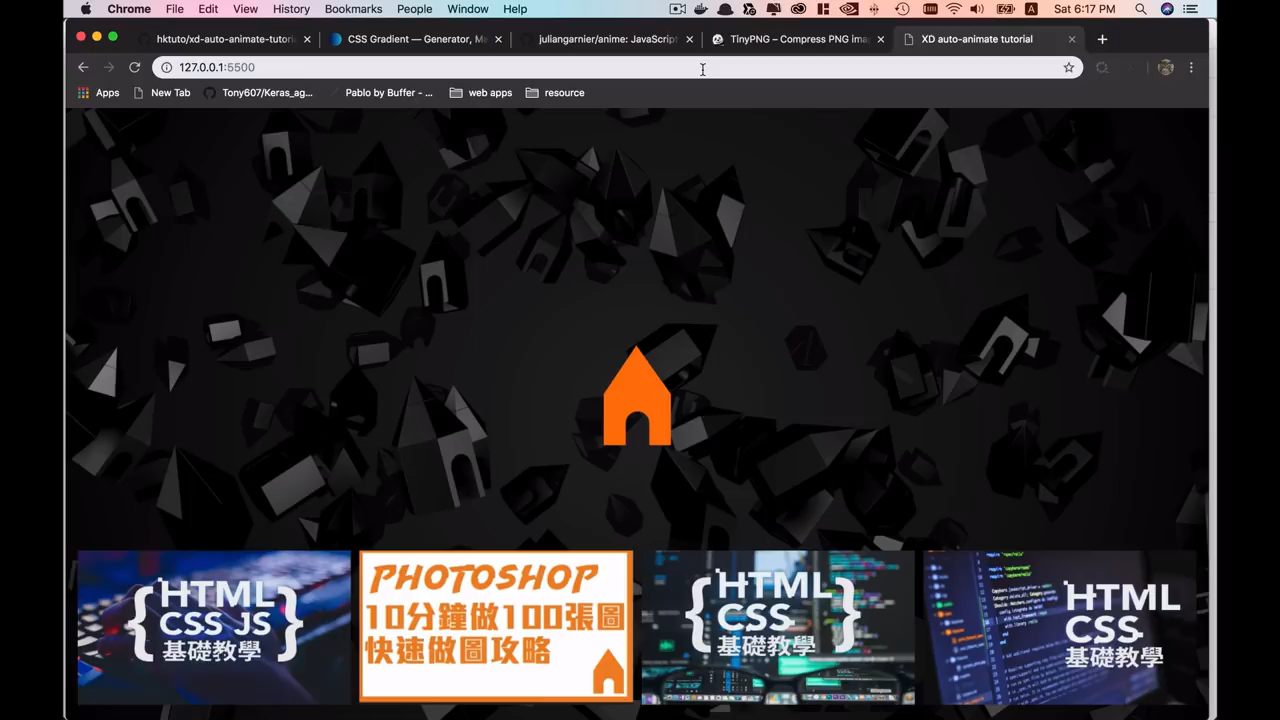 Chrome File Edit View History Bookmarks People Window Help Sat 6:17 PM
hktuto/xd-auto-animate-tutori
CSS Gradient — Generator, M
juliangarnier/anime: JavaScript
TinyPNG – Compress PNG ima
XD auto-animate tutorial
127.0.0.1:5500
Apps New Tab Tony607/Keras_ag... Pablo by Buffer - ... web apps resource
{HTML
CSS JS}
基礎教學
PHOTOSHOP
10分鐘做100張圖
快速做圖攻略
{HTML
CSS}
基礎教學
HTML
CSS
基礎教學